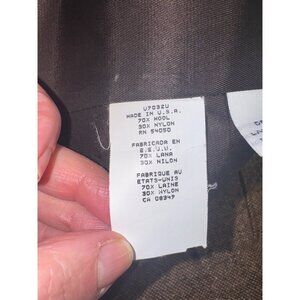 U7032U
MADE IN U.S.A.
70% WOOL
30% NYLON
RN 54050
FABRICADA EN
E.E.U.U.
70% LANA
30% NILON
FABRIQUE AU
ETATS-UNIS
70% LAINE
30% NYLON
CA 08347